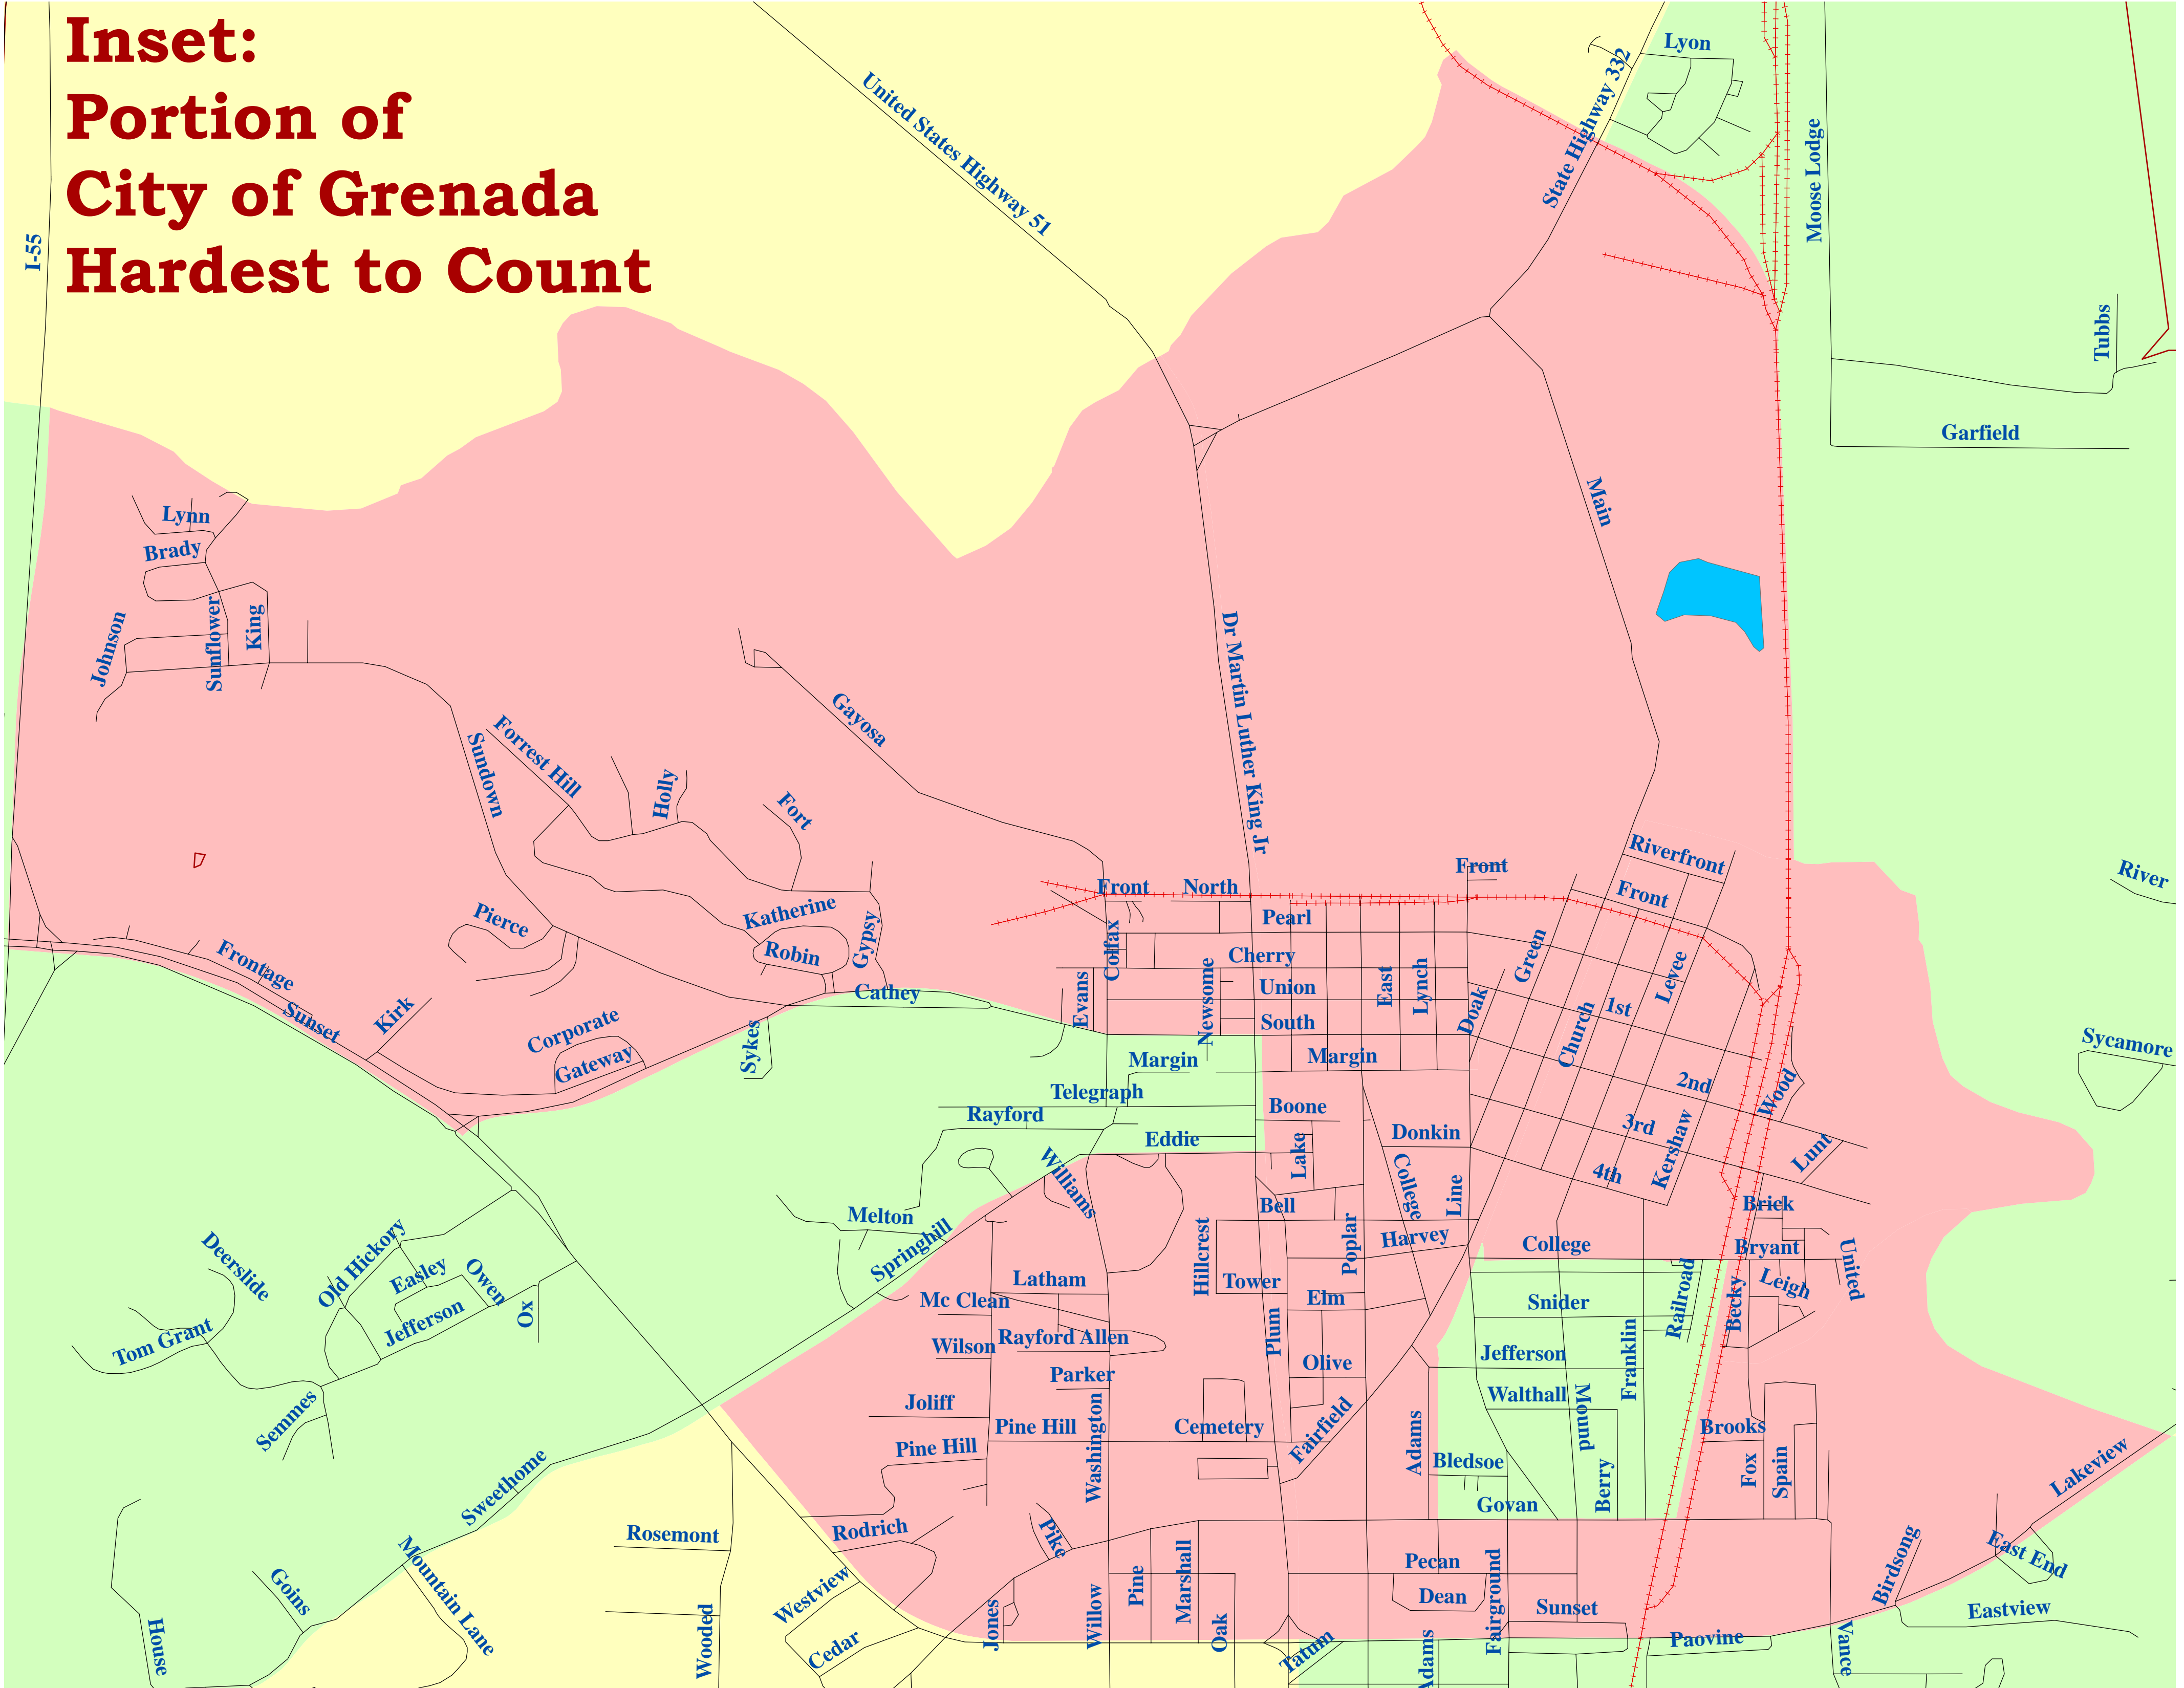 Inset:
Portion of
City of Grenada
Hardest to Count
Lyon
State Highway 332
United States Highway 51
Moose Lodge
I-55
Tubbs
Garfield
Main
Lynn
Brady
Johnson
Sunflower
King
Dr Martin Luther King Jr
Gayosa
Forrest Hill
Sundown
Holly
Fort
Riverfront
Front
Front
North
Front
River
Pearl
Katherine
Pierce
Gypsy
Robin
Colfax
Cherry
Green
Levee
Frontage
Cathey
Evans
Newsome
Union
East
Lynch
Doak
1st
Sunset
Kirk
Corporate
Gateway
Sykes
South
Church
Sycamore
Margin
Margin
2nd
Wood
Telegraph
Rayford
Boone
3rd
Eddie
Donkin
Lake
Kershaw
Lunt
Williams
College
Line
4th
Bell
Brick
Melton
Springhill
Hillcrest
Poplar
Harvey
College
Bryant
United
Deerslide
Old Hickory
Easley
Owen
Ox
Jefferson
Tom Grant
Latham
Tower
Leigh
Mc Clean
Elm
Snider
Railroad
Becky
Plum
Wilson
Rayford Allen
Olive
Jefferson
Franklin
Parker
Walthall
Mound
Joliff
Semmes
Pine Hill
Washington
Cemetery
Fairfield
Adams
Brooks
Pine Hill
Bledsoe
Berry
Fox
Spain
Lakeview
Sweethome
Govan
Rosemont
Rodrich
Pike
Mountain Lane
Pecan
Birdsong
East End
Goins
Westview
Pine
Marshall
Dean
Fairground
Sunset
Eastview
House
Wooded
Cedar
Jones
Willow
Oak
Tatum
Adams
Paovine
Vance